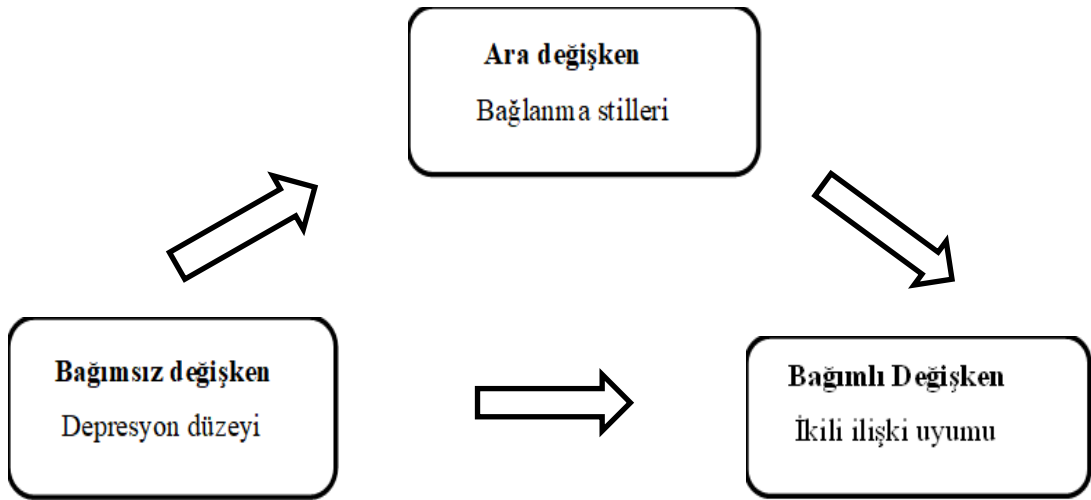 Ara değişken
Bağlanma stilleri
Bağımsız değişken
Depresyon düzeyi
Bağımlı Değişken
İkili ilişki uyumu